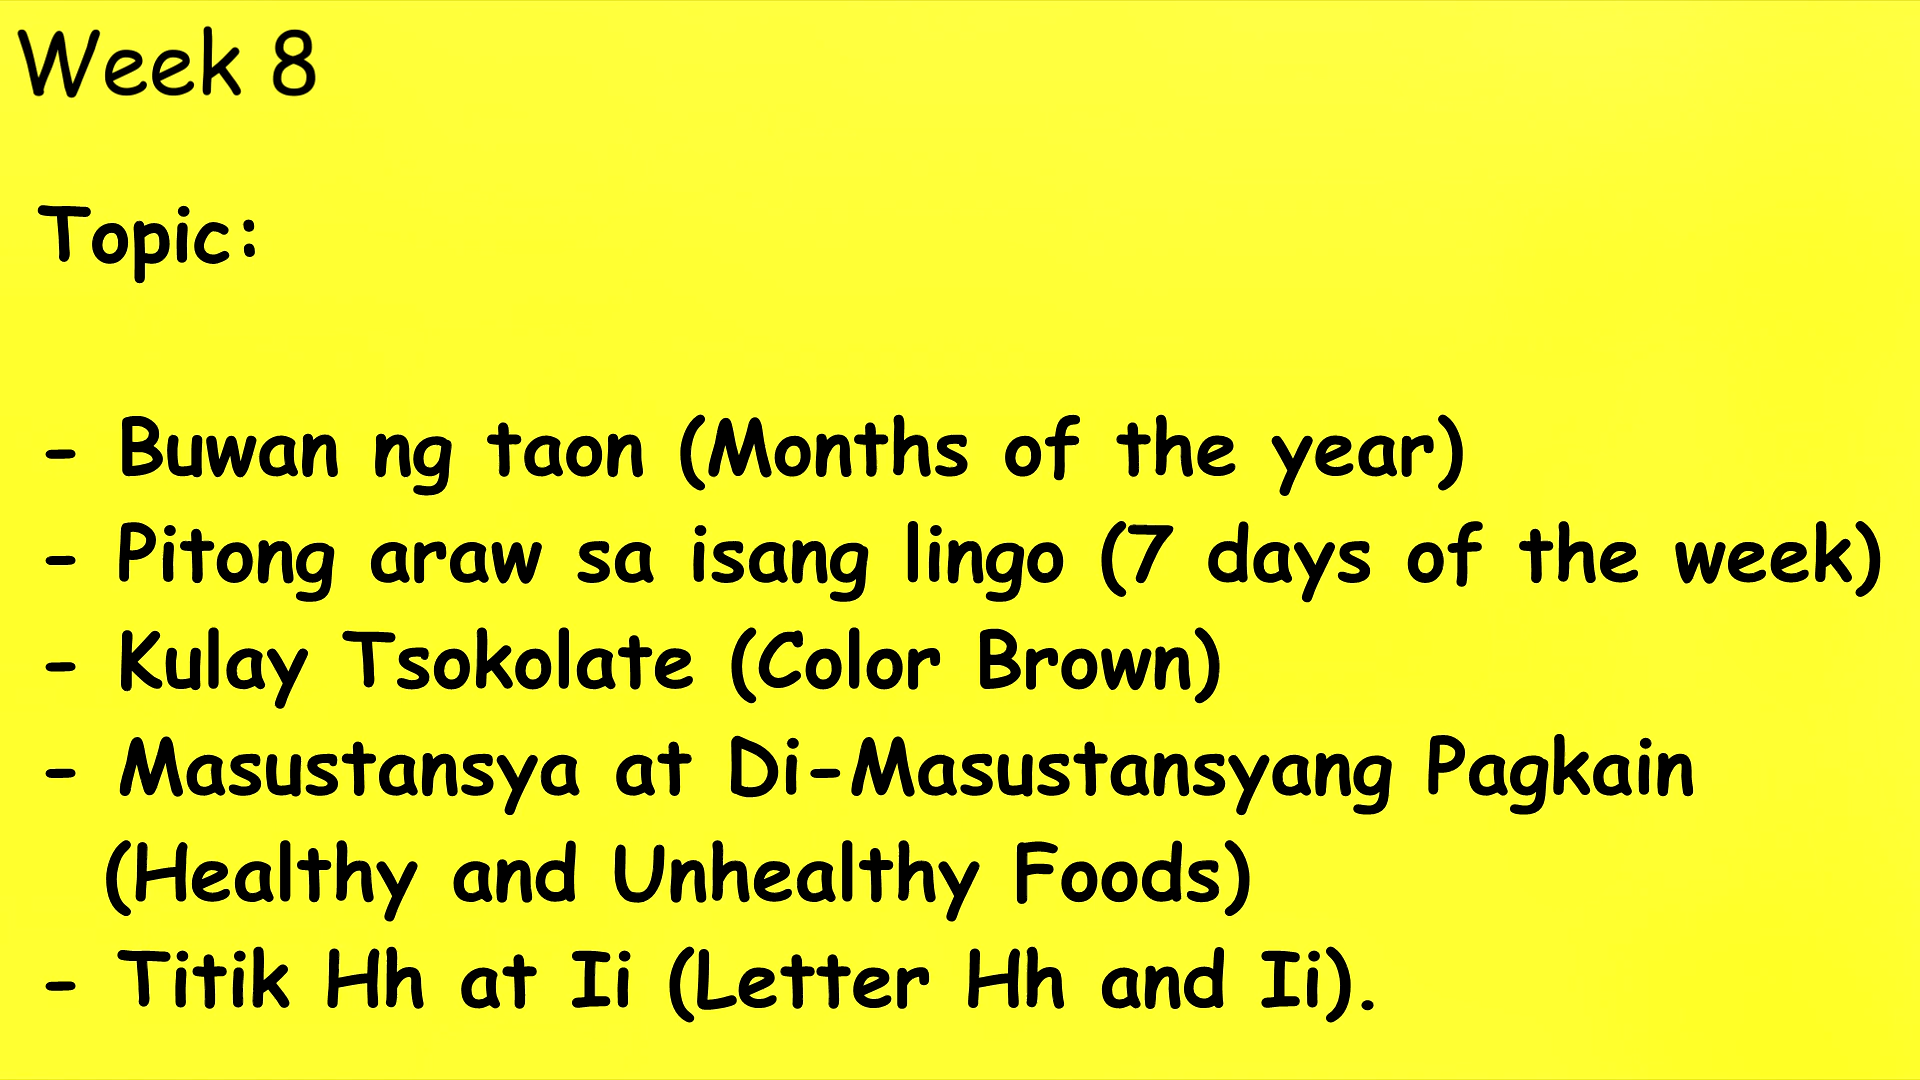 Week 8
Topic:
- Buwan ng taon (Months of the year)
- Pitong araw sa isang lingo (7 days of the week)
- Kulay Tsokolate (Color Brown)
- Masustansya at Di-Masustansyang Pagkain
(Healthy and Unhealthy Foods)
- Titik Hh at Ii (Letter Hh and Ii).